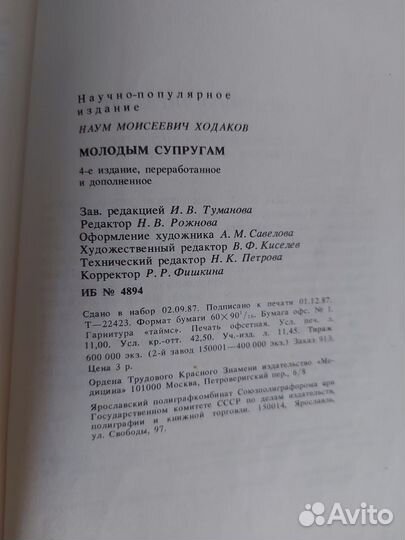 Научно-популярное
издание
НАУМ МОИСЕЕВИЧ ХОДАКОВ
МОЛОДЫМ СУПРУГАМ
4-е издание, переработанное
и дополненное
Зав. редакцией И. В. Туманова
Редактор Н. В. Рожнова
Оформление художника А. М. Савелова
Художественный редактор В. Ф. Киселев
Технический редактор Н. К. Петрова
Корректор Р. Р. Фишкина
ИБ № 4894
Сдано в набор 02.09.87. Подписано к печати 01.12.87.
Т—22423. Формат бумаги 60×90 1/16. Бумага офс. № 1.
Гарнитура «таймс». Печать офсетная. Усл. печ. л.
11,00. Усл. кр.-отт. 42,50. Уч.-изд. л. 11,45. Тираж
600 000 экз. (2-й завод 150001—400 000 экз.) Заказ 913.
Цена 3 р.
Ордена Трудового Красного Знамени издательство «Ме-
дицина» 101000 Москва, Петроверигский пер., 6/8
Ярославский полиграфкомбинат Союзполиграфпрома при
Государственном комитете СССР по делам издательств,
полиграфии и книжной торговли. 150014, Ярославль,
ул. Свободы, 97.
Avito